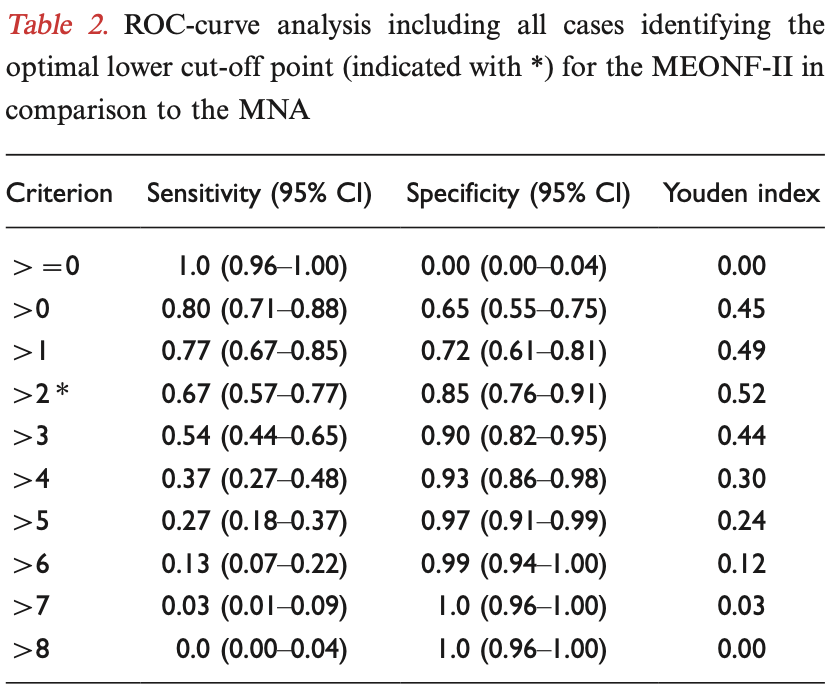 Table 2. ROC-curve analysis including all cases identifying the
optimal lower cut-off point (indicated with *) for the MEONF-II in
comparison to the MNA
Criterion Sensitivity (95% CI) Specificity (95% CI) Youden index
> =0 1.0 (0.96–1.00) 0.00 (0.00–0.04) 0.00
>0 0.80 (0.71–0.88) 0.65 (0.55–0.75) 0.45
>1 0.77 (0.67–0.85) 0.72 (0.61–0.81) 0.49
>2 * 0.67 (0.57–0.77) 0.85 (0.76–0.91) 0.52
>3 0.54 (0.44–0.65) 0.90 (0.82–0.95) 0.44
>4 0.37 (0.27–0.48) 0.93 (0.86–0.98) 0.30
>5 0.27 (0.18–0.37) 0.97 (0.91–0.99) 0.24
>6 0.13 (0.07–0.22) 0.99 (0.94–1.00) 0.12
>7 0.03 (0.01–0.09) 1.0 (0.96–1.00) 0.03
>8 0.0 (0.00–0.04) 1.0 (0.96–1.00) 0.00